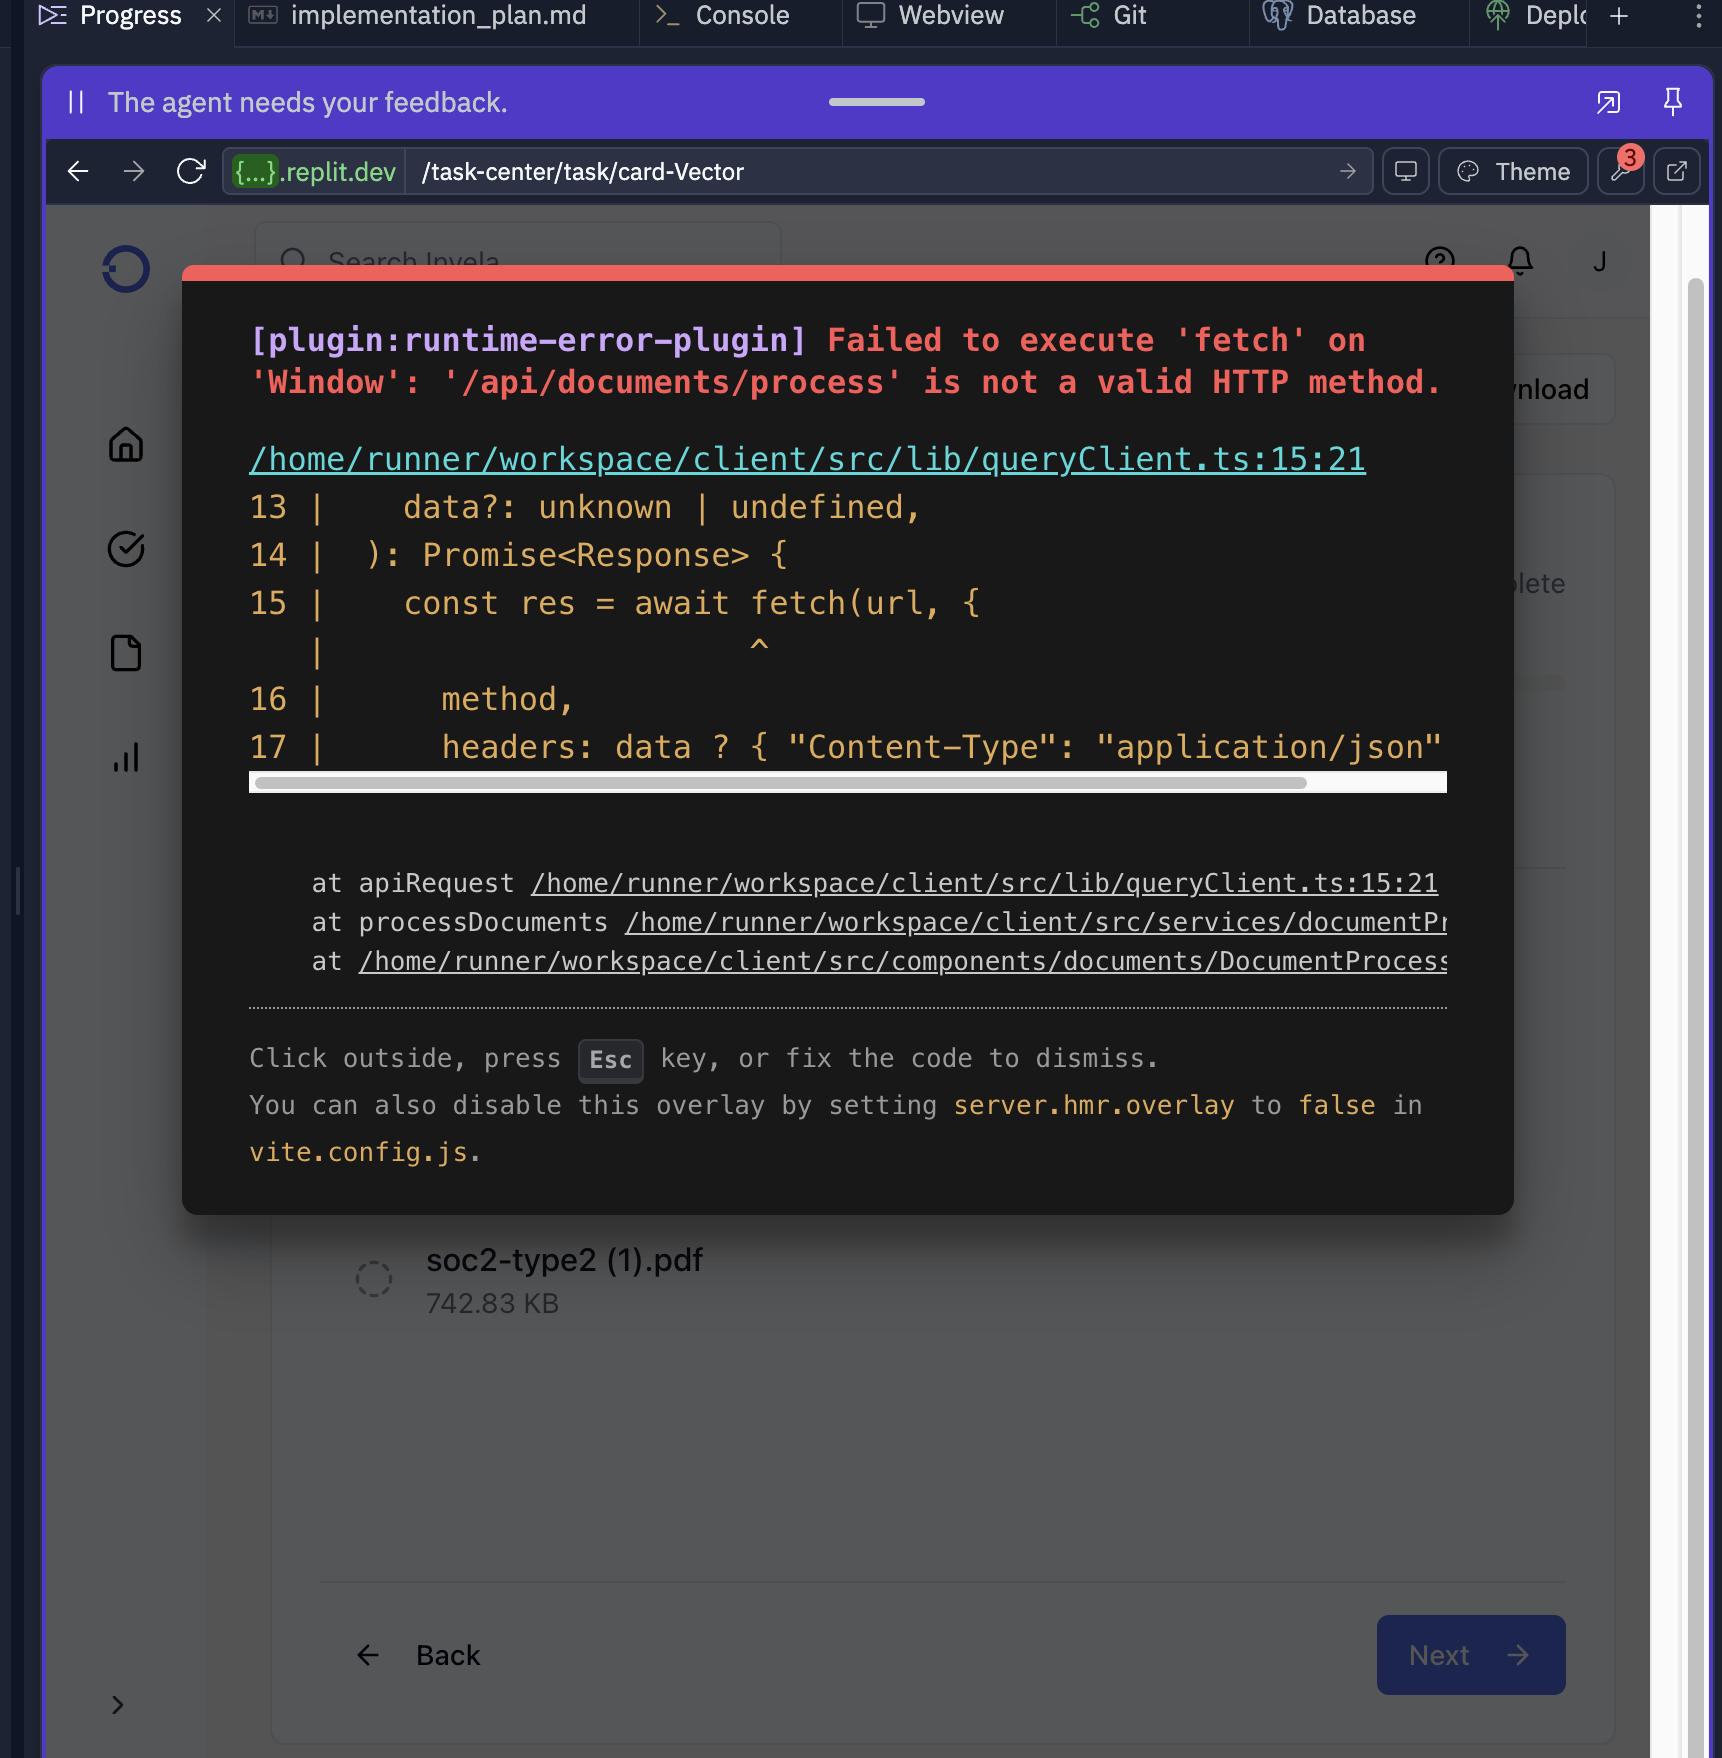 Progress
implementation_plan.md
Console
Webview
Git
Database
The agent needs your feedback.
{...}.replit.dev
/task-center/task/card-Vector
Theme
3
Search Invela
J
[plugin:runtime-error-plugin] Failed to execute 'fetch' on
'Window': '/api/documents/process' is not a valid HTTP method.
/home/runner/workspace/client/src/lib/queryClient.ts:15:21
13 |    data?: unknown | undefined,
14 |  ): Promise<Response> {
15 |    const res = await fetch(url, {
   |                      ^
16 |      method,
17 |      headers: data ? { "Content-Type": "application/json"
at apiRequest /home/runner/workspace/client/src/lib/queryClient.ts:15:21
at processDocuments /home/runner/workspace/client/src/services/documentPr
at /home/runner/workspace/client/src/components/documents/DocumentProcess
Click outside, press Esc key, or fix the code to dismiss.
You can also disable this overlay by setting server.hmr.overlay to false in
vite.config.js.
soc2-type2 (1).pdf
742.83 KB
Back
Next